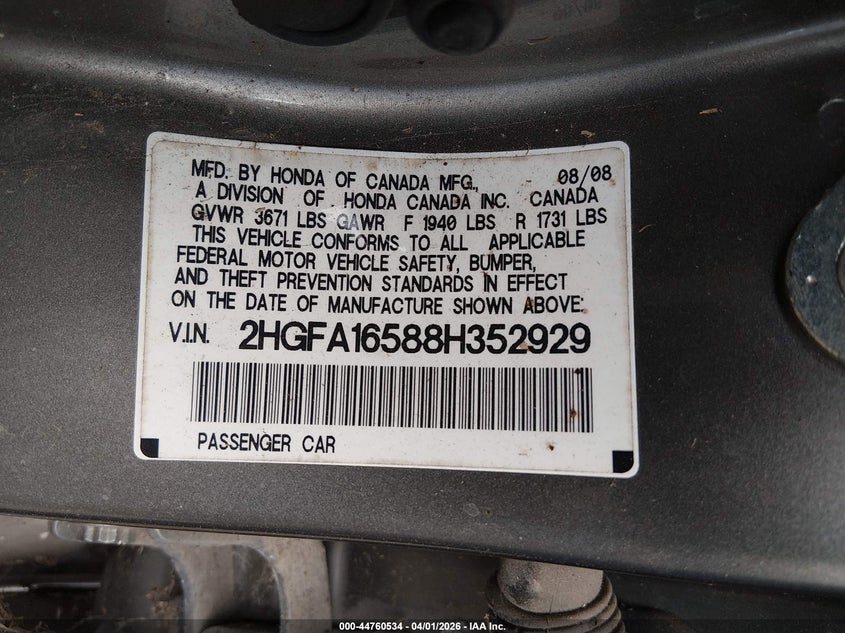 MFD. BY HONDA OF CANADA MFG., 08/08
A DIVISION OF HONDA CANADA INC. CANADA
GVWR 3671 LBS GAWR F 1940 LBS R 1731 LBS
THIS VEHICLE CONFORMS TO ALL APPLICABLE
FEDERAL MOTOR VEHICLE SAFETY, BUMPER,
AND THEFT PREVENTION STANDARDS IN EFFECT
ON THE DATE OF MANUFACTURE SHOWN ABOVE:
V.I.N. 2HGFA16588H352929
PASSENGER CAR
000-44760534 - 04/01/2026 - IAA Inc.